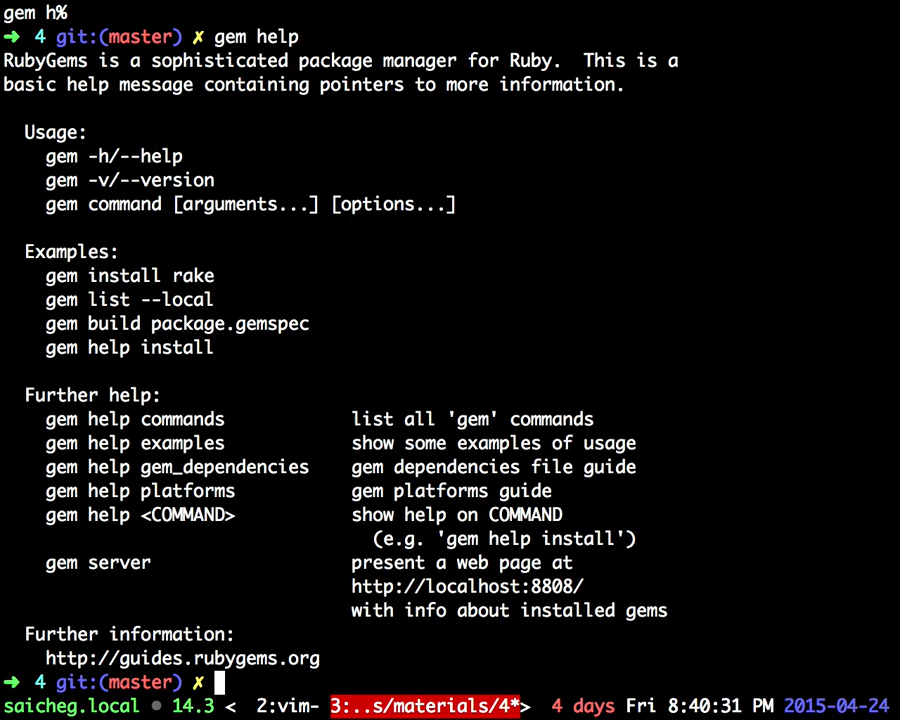 gem h%
➜ 4 git:(master) ✗ gem help
RubyGems is a sophisticated package manager for Ruby.  This is a
basic help message containing pointers to more information.

  Usage:
    gem -h/--help
    gem -v/--version
    gem command [arguments...] [options...]

  Examples:
    gem install rake
    gem list --local
    gem build package.gemspec
    gem help install

  Further help:
    gem help commands            list all 'gem' commands
    gem help examples            show some examples of usage
    gem help gem_dependencies    gem dependencies file guide
    gem help platforms           gem platforms guide
    gem help <COMMAND>           show help on COMMAND
                                   (e.g. 'gem help install')
    gem server                   present a web page at
                                 http://localhost:8808/
                                 with info about installed gems
  Further information:
    http://guides.rubygems.org
➜ 4 git:(master) ✗
saicheg.local ● 14.3 <  2:vim- 3:..s/materials/4*>  4 days Fri 8:40:31 PM 2015-04-24